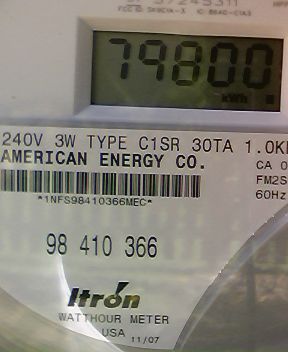 79800
kWh
240V 3W TYPE C1SR 30TA 1.0K
AMERICAN ENERGY CO.
CA 0
FM2S
60Hz
*1NFS98410366MEC*
98 410 366
Itrón
WATTHOUR METER
USA 11/07